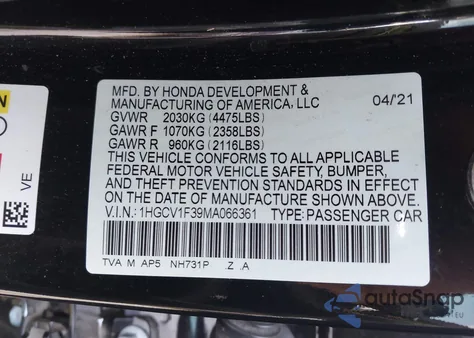 MFD. BY HONDA DEVELOPMENT &
MANUFACTURING OF AMERICA, LLC 04/21
GVWR 2030KG (4475LBS)
GAWR F 1070KG (2358LBS)
GAWR R 960KG (2116LBS)
THIS VEHICLE CONFORMS TO ALL APPLICABLE
FEDERAL MOTOR VEHICLE SAFETY, BUMPER,
AND THEFT PREVENTION STANDARDS IN EFFECT
ON THE DATE OF MANUFACTURE SHOWN ABOVE.
V.I.N.: 1HGCV1F39MA066361 TYPE: PASSENGER CAR
TVA M AP5 NH731P .Z .A
VE
autoSnap
.EU